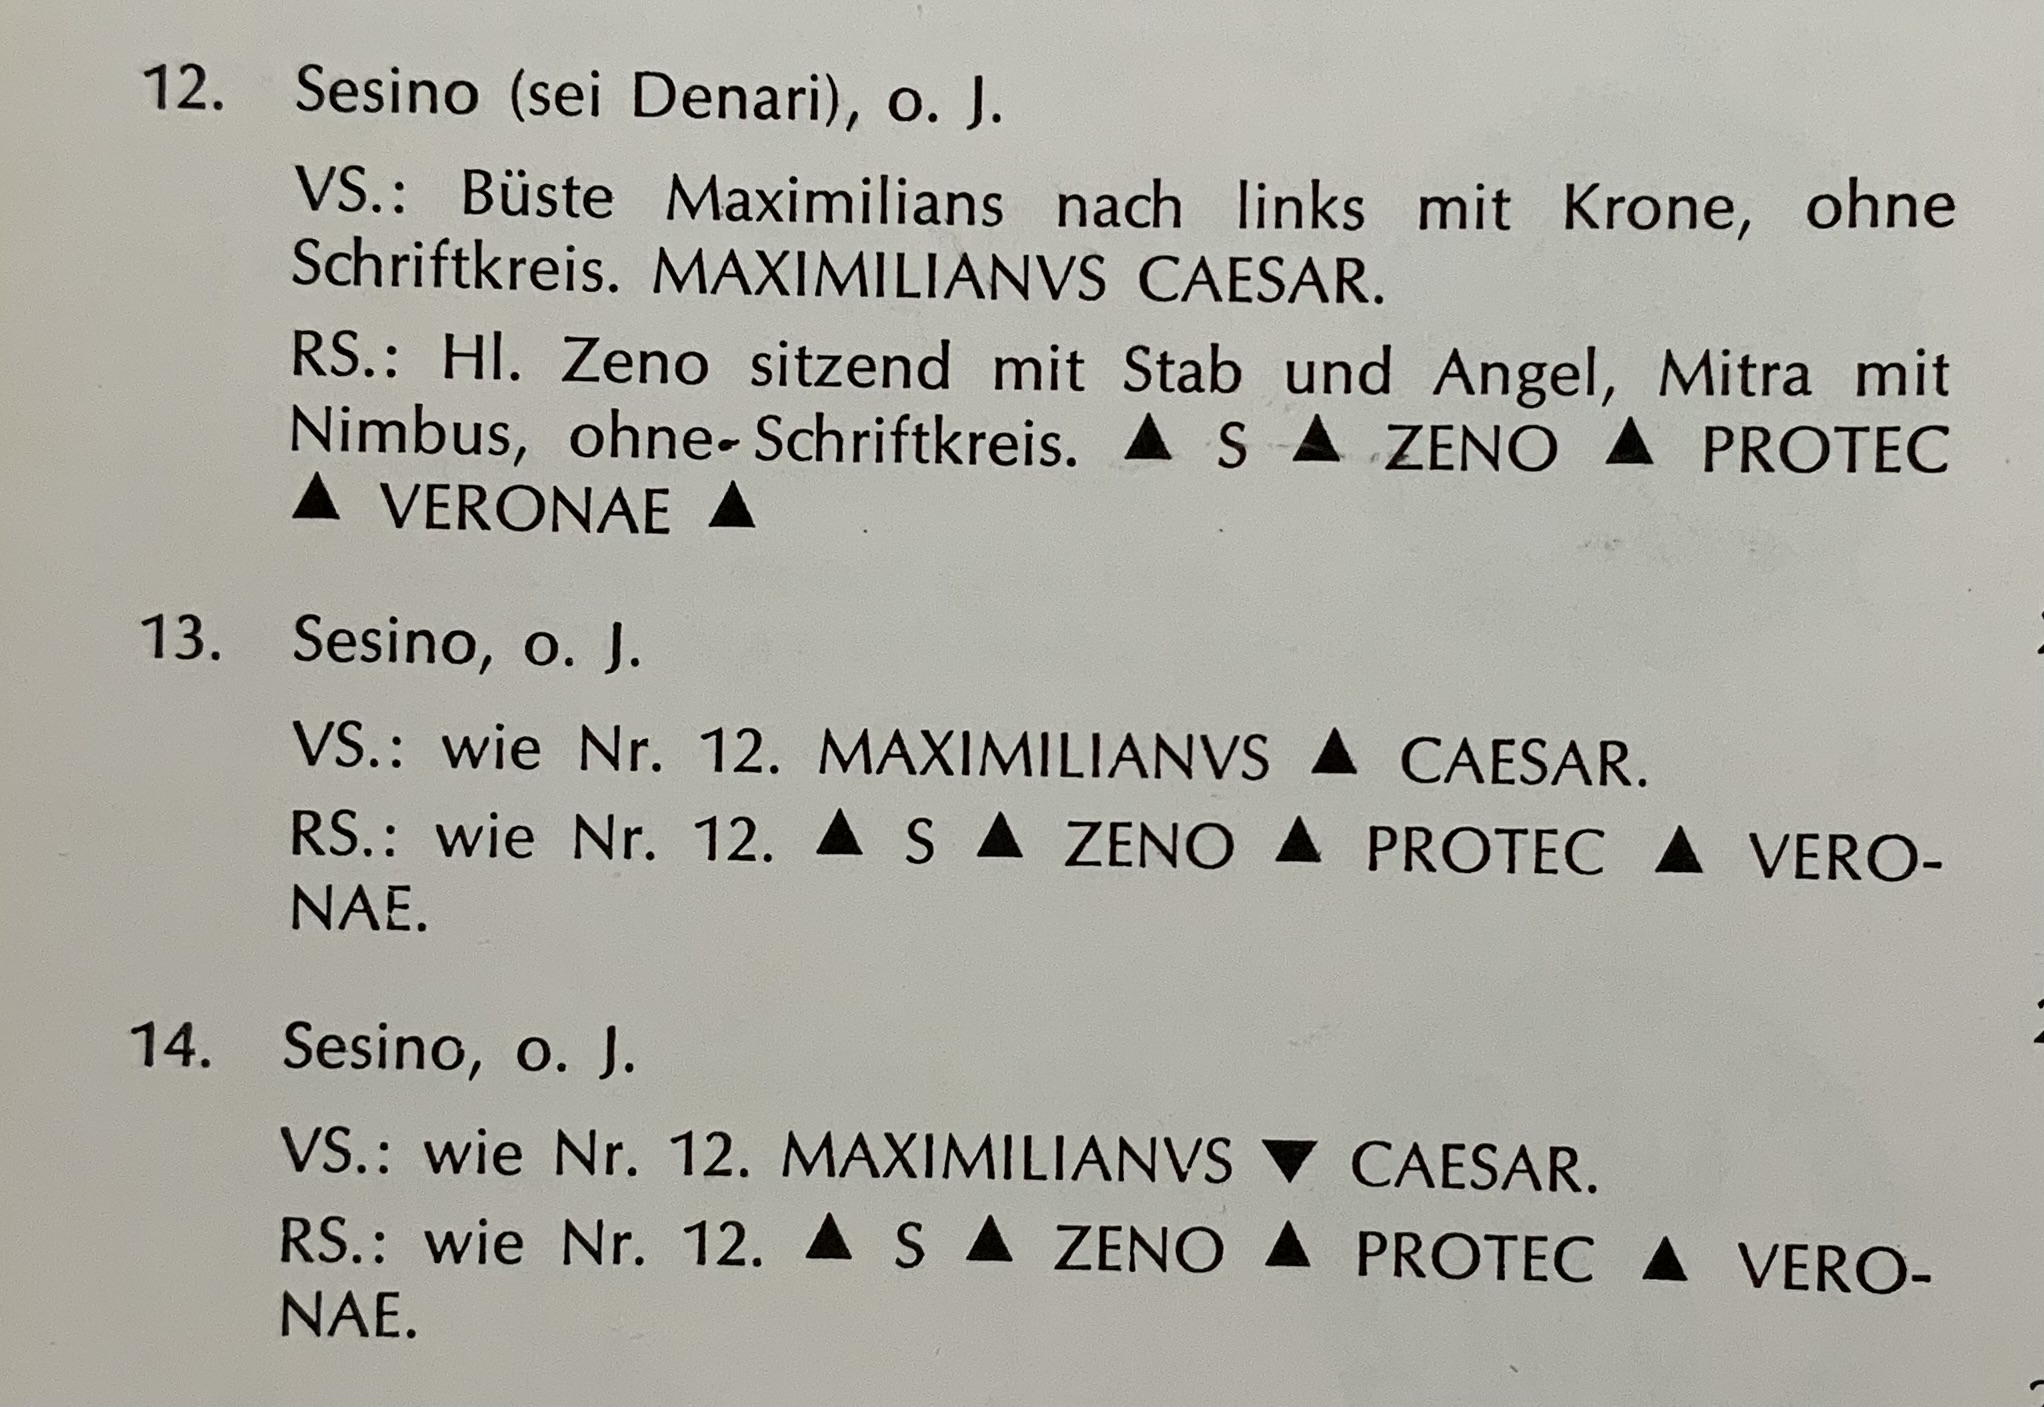 12. Sesino (sei Denari), o. J.
VS.: Büste Maximilians nach links mit Krone, ohne
Schriftkreis. MAXIMILIANVS CAESAR.
RS.: Hl. Zeno sitzend mit Stab und Angel, Mitra mit
Nimbus, ohne- Schriftkreis. ▲ S ▲ ZENO ▲ PROTEC
▲ VERONAE ▲
13. Sesino, o. J.
VS.: wie Nr. 12. MAXIMILIANVS ▲ CAESAR.
RS.: wie Nr. 12. ▲ S ▲ ZENO ▲ PROTEC ▲ VERO-
NAE.
14. Sesino, o. J.
VS.: wie Nr. 12. MAXIMILIANVS ▼ CAESAR.
RS.: wie Nr. 12. ▲ S ▲ ZENO ▲ PROTEC ▲ VERO-
NAE.